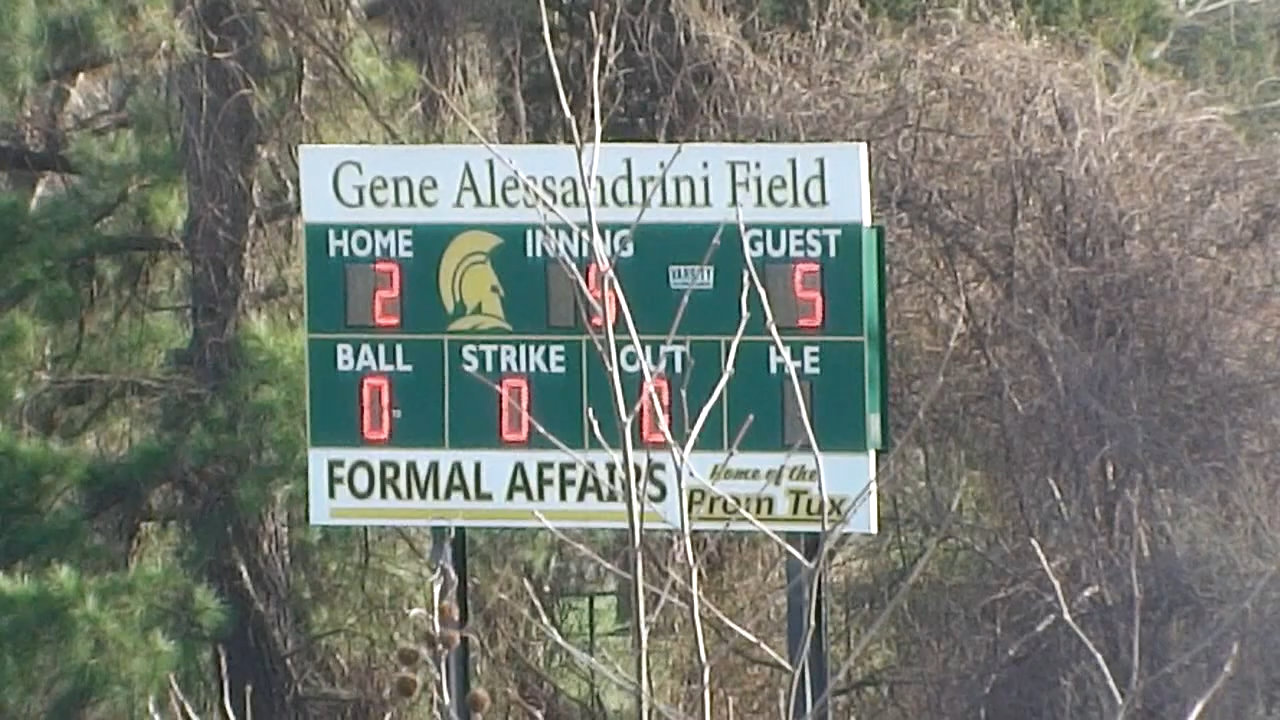 Gene Alessandrini Field
HOME INNING GUEST
VARSITY
2 5 5
BALL STRIKE OUT H-E
0 0 0
FORMAL AFFAIRS
Home of the
Prom Tux